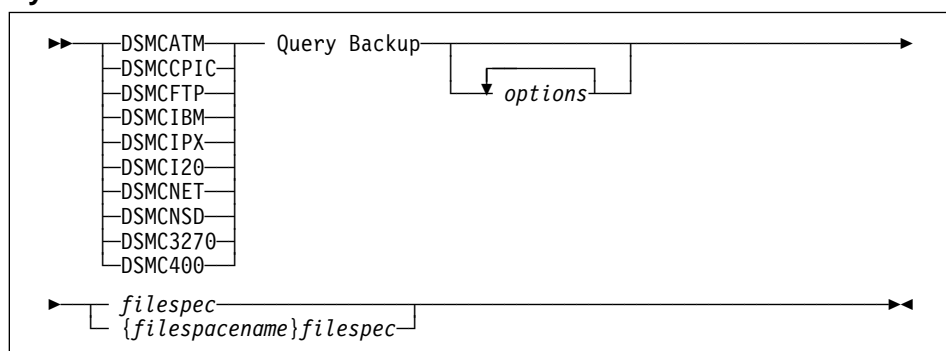 DSMCATM Query Backup
DSMCCPIC
DSMCFTP options
DSMCIBM
DSMCIPX
DSMCI20
DSMCNET
DSMCNSD
DSMC3270
DSMC400
filespec
{filespacename}filespec